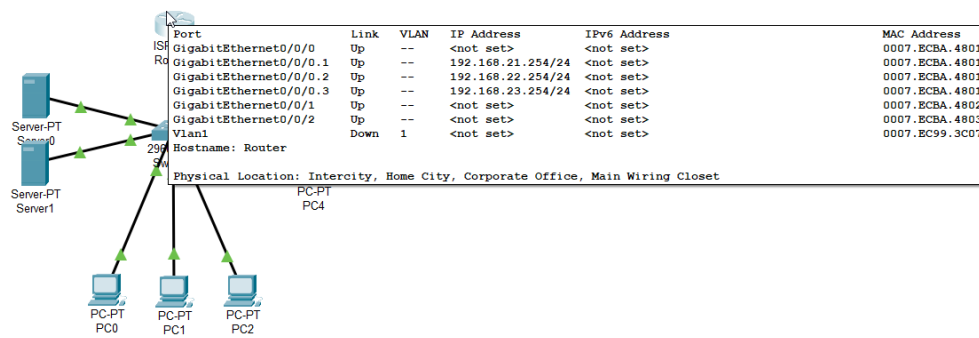 Port Link VLAN IP Address IPv6 Address MAC Address
GigabitEthernet0/0/0 Up -- <not set> <not set> 0007.ECBA.4801
GigabitEthernet0/0/0.1 Up -- 192.168.21.254/24 <not set> 0007.ECBA.4801
GigabitEthernet0/0/0.2 Up -- 192.168.22.254/24 <not set> 0007.ECBA.4801
GigabitEthernet0/0/0.3 Up -- 192.168.23.254/24 <not set> 0007.ECBA.4801
GigabitEthernet0/0/1 Up -- <not set> <not set> 0007.ECBA.4802
GigabitEthernet0/0/2 Up -- <not set> <not set> 0007.ECBA.4803
Vlan1 Down 1 <not set> <not set> 0007.EC99.3C07
Hostname: Router
Physical Location: Intercity, Home City, Corporate Office, Main Wiring Closet
Server-PT
Server0
Server-PT
Server1
PC-PT
PC4
PC-PT
PC0
PC-PT
PC1
PC-PT
PC2